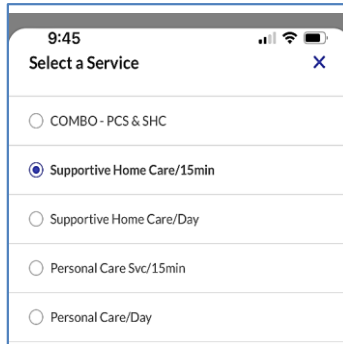 9:45
Select a Service
COMBO - PCS & SHC
Supportive Home Care/15min
Supportive Home Care/Day
Personal Care Svc/15min
Personal Care/Day